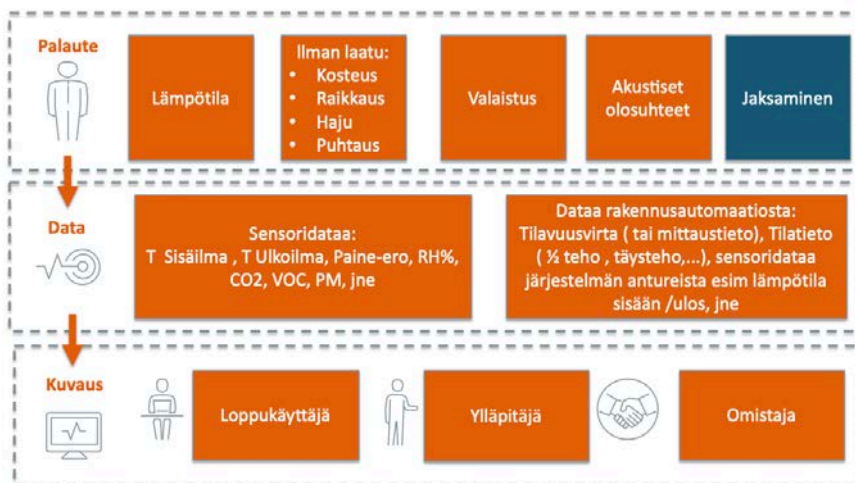 Palaute
Lämpötila
Ilman laatu:
• Kosteus
• Raikkaus
• Haju
• Puhtaus
Valaistus
Akustiset
olosuhteet
Jaksaminen
Data
Sensoridataa:
T Sisäilma , T Ulkoilma, Paine-ero, RH%,
CO2, VOC, PM, jne
Dataa rakennusautomaatiosta:
Tilavuusvirta ( tai mittaustieto), Tilatieto
( ½ teho , täysteho,...), sensoridataa
järjestelmän antureista esim lämpötila
sisään /ulos, jne
Kuvaus
Loppukäyttäjä
Ylläpitäjä
Omistaja